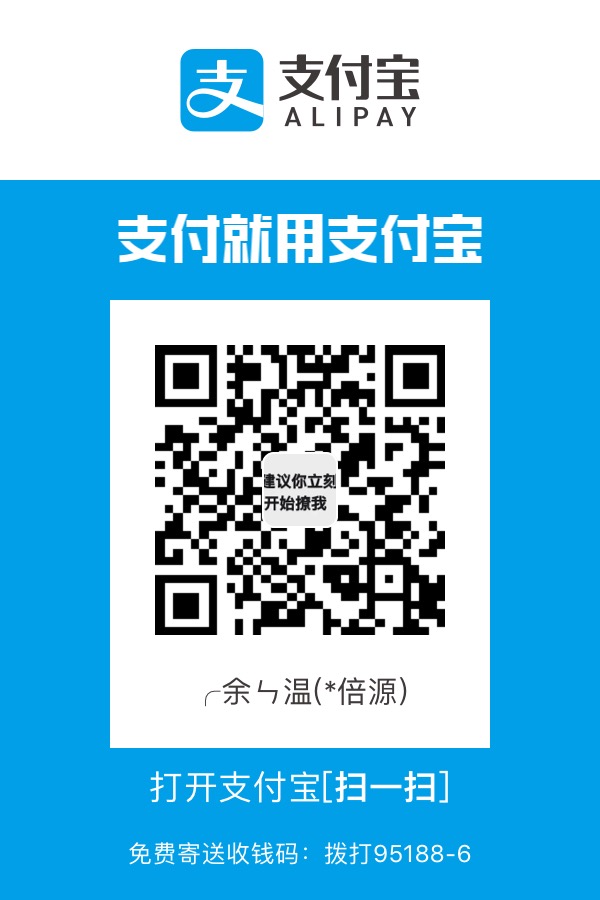 支
支付宝
ALIPAY
支付就用支付宝
建议你立刻
开始撩我
╭余ㄣ温(*倍源)
打开支付宝[扫一扫]
免费寄送收钱码：拨打95188-6